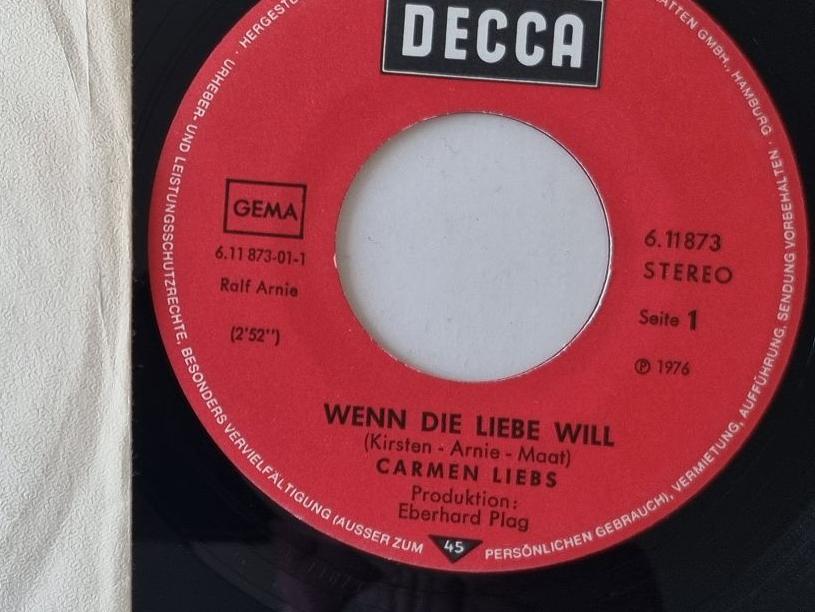 DECCA
GEMA
6.11 873-01-1
Ralf Arnie
(2'52")
6.11873
STEREO
Seite 1
℗ 1976
WENN DIE LIEBE WILL
(Kirsten - Arnie - Maat)
CARMEN LIEBS
Produktion:
Eberhard Plag
45
URHEBER- UND LEISTUNGSSCHUTZRECHTE, BESONDERS VERVIELFÄLTIGUNG (AUSSER ZUM PERSÖNLICHEN GEBRAUCH), VERMIETUNG, AUFFÜHRUNG, SENDUNG VORBEHALTEN ·
GMBH., HAMBURG ·